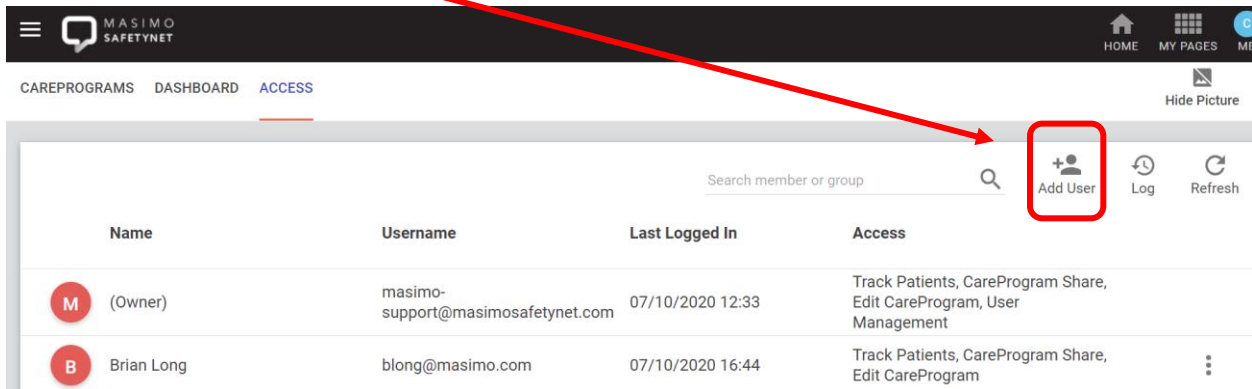 MASIMO
SAFETYNET
HOME MY PAGES
CAREPROGRAMS DASHBOARD ACCESS
Hide Picture
Search member or group
Add User Log Refresh
Name Username Last Logged In Access
M (Owner) masimo-
support@masimosafetynet.com 07/10/2020 12:33 Track Patients, CareProgram Share,
Edit CareProgram, User
Management
B Brian Long blong@masimo.com 07/10/2020 16:44 Track Patients, CareProgram Share,
Edit CareProgram